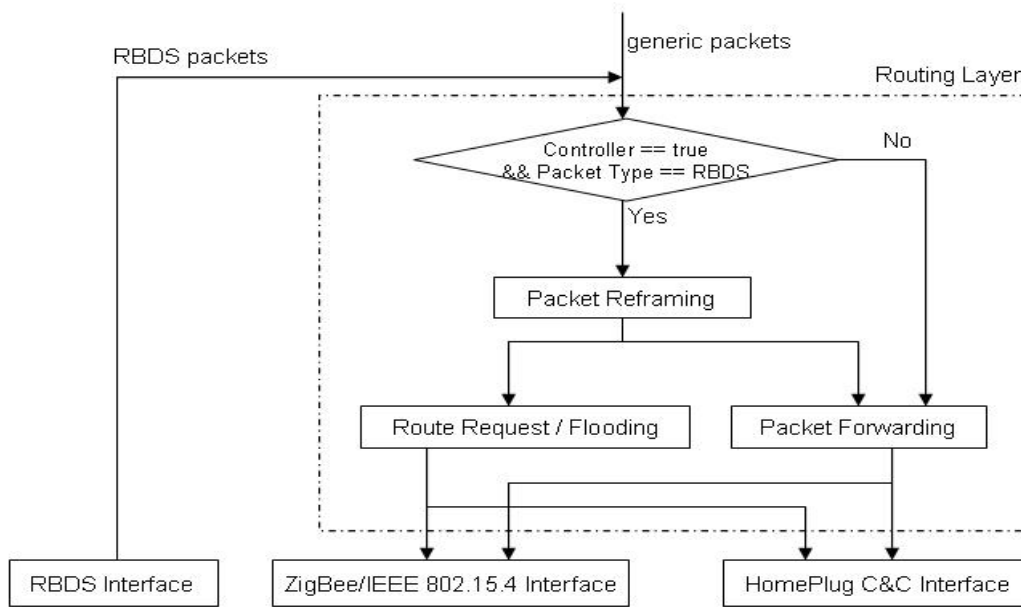 generic packets
RBDS packets
Routing Layer
Controller == true
&& Packet Type == RBDS
No
Yes
Packet Reframing
Route Request / Flooding
Packet Forwarding
RBDS Interface
ZigBee/IEEE 802.15.4 Interface
HomePlug C&C Interface